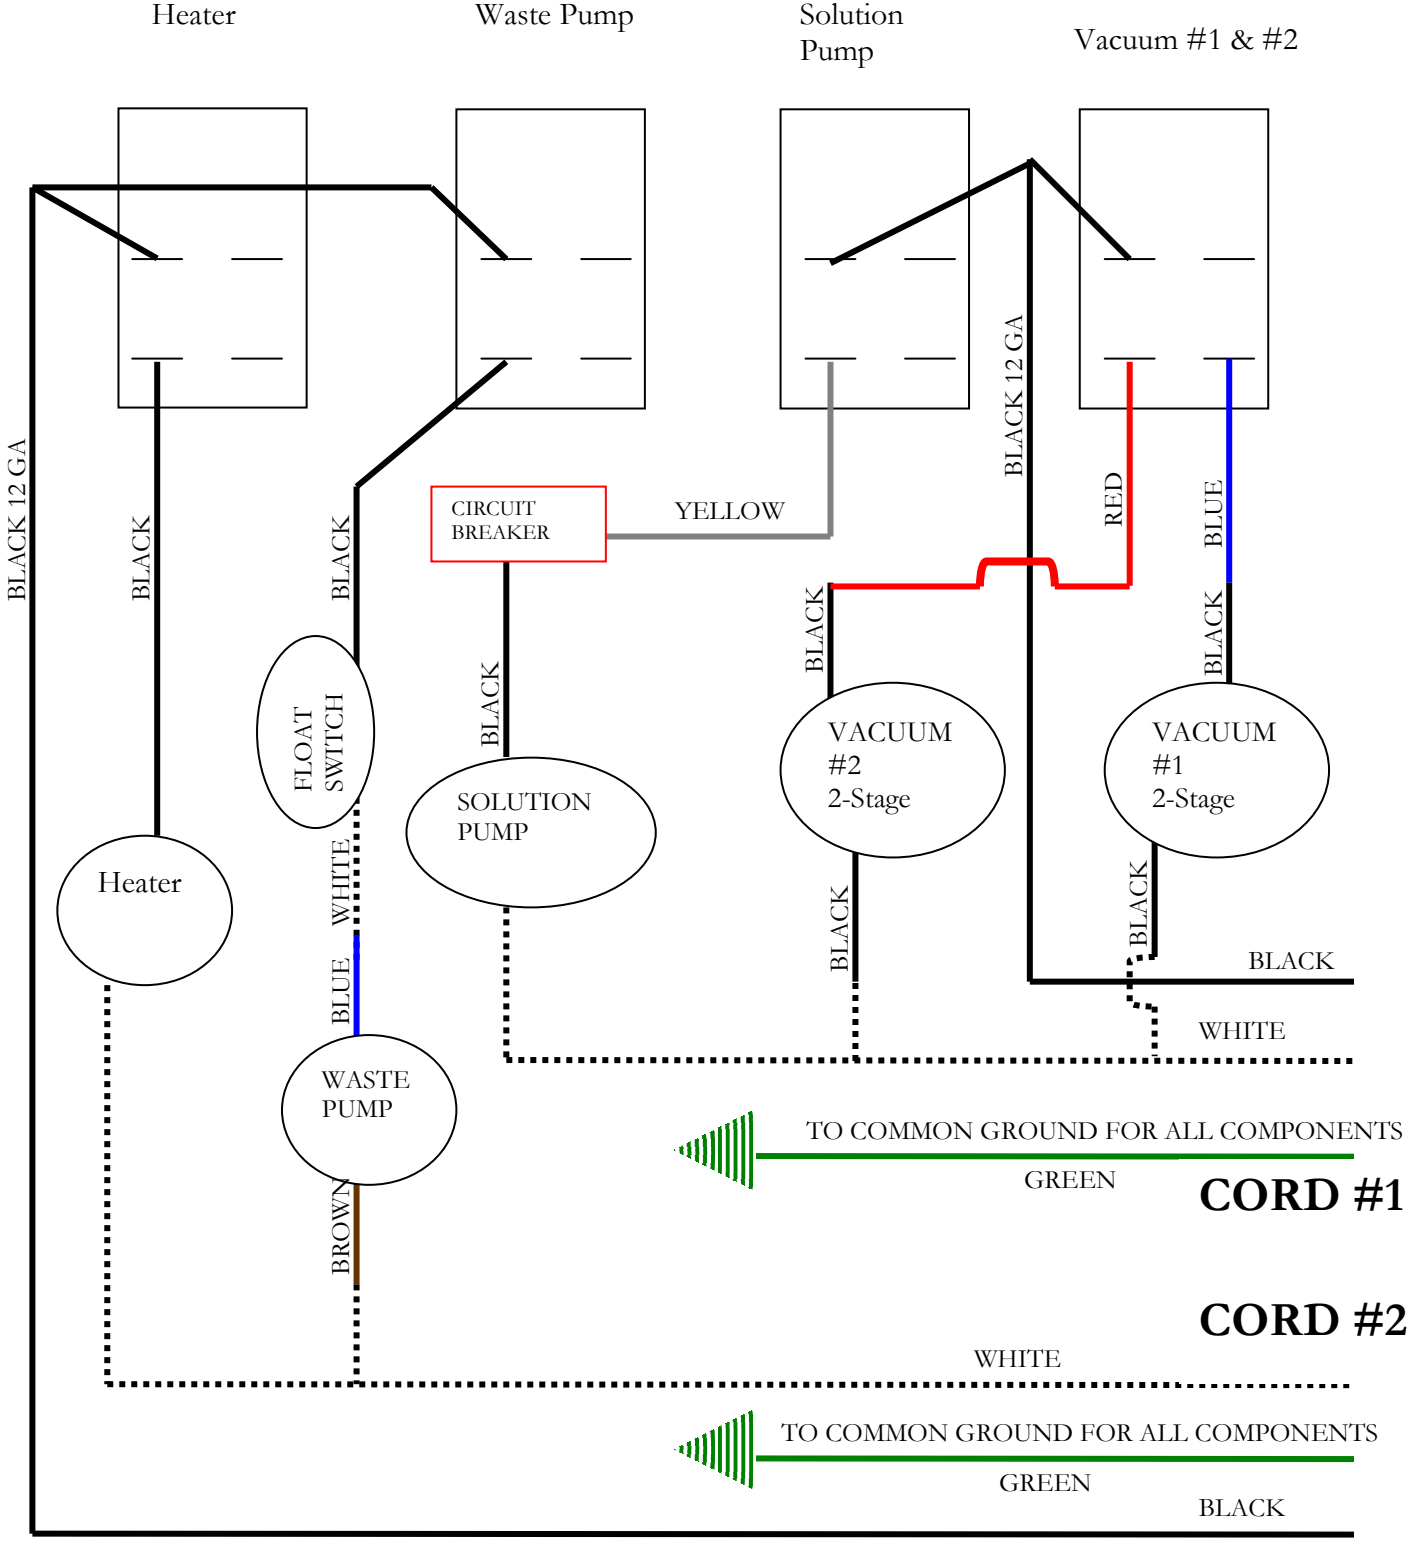 Heater
Waste Pump
Solution
Pump
Vacuum #1 & #2
BLACK 12 GA
BLACK
BLACK
CIRCUIT
BREAKER
YELLOW
BLACK 12 GA
RED
BLUE
BLACK
BLACK
BLACK
FLOAT
SWITCH
SOLUTION
PUMP
VACUUM
#2
2-Stage
VACUUM
#1
2-Stage
Heater
WHITE
BLUE
BLACK
BLACK
BLACK
WHITE
WASTE
PUMP
BROWN
TO COMMON GROUND FOR ALL COMPONENTS
GREEN
CORD #1
CORD #2
WHITE
TO COMMON GROUND FOR ALL COMPONENTS
GREEN
BLACK